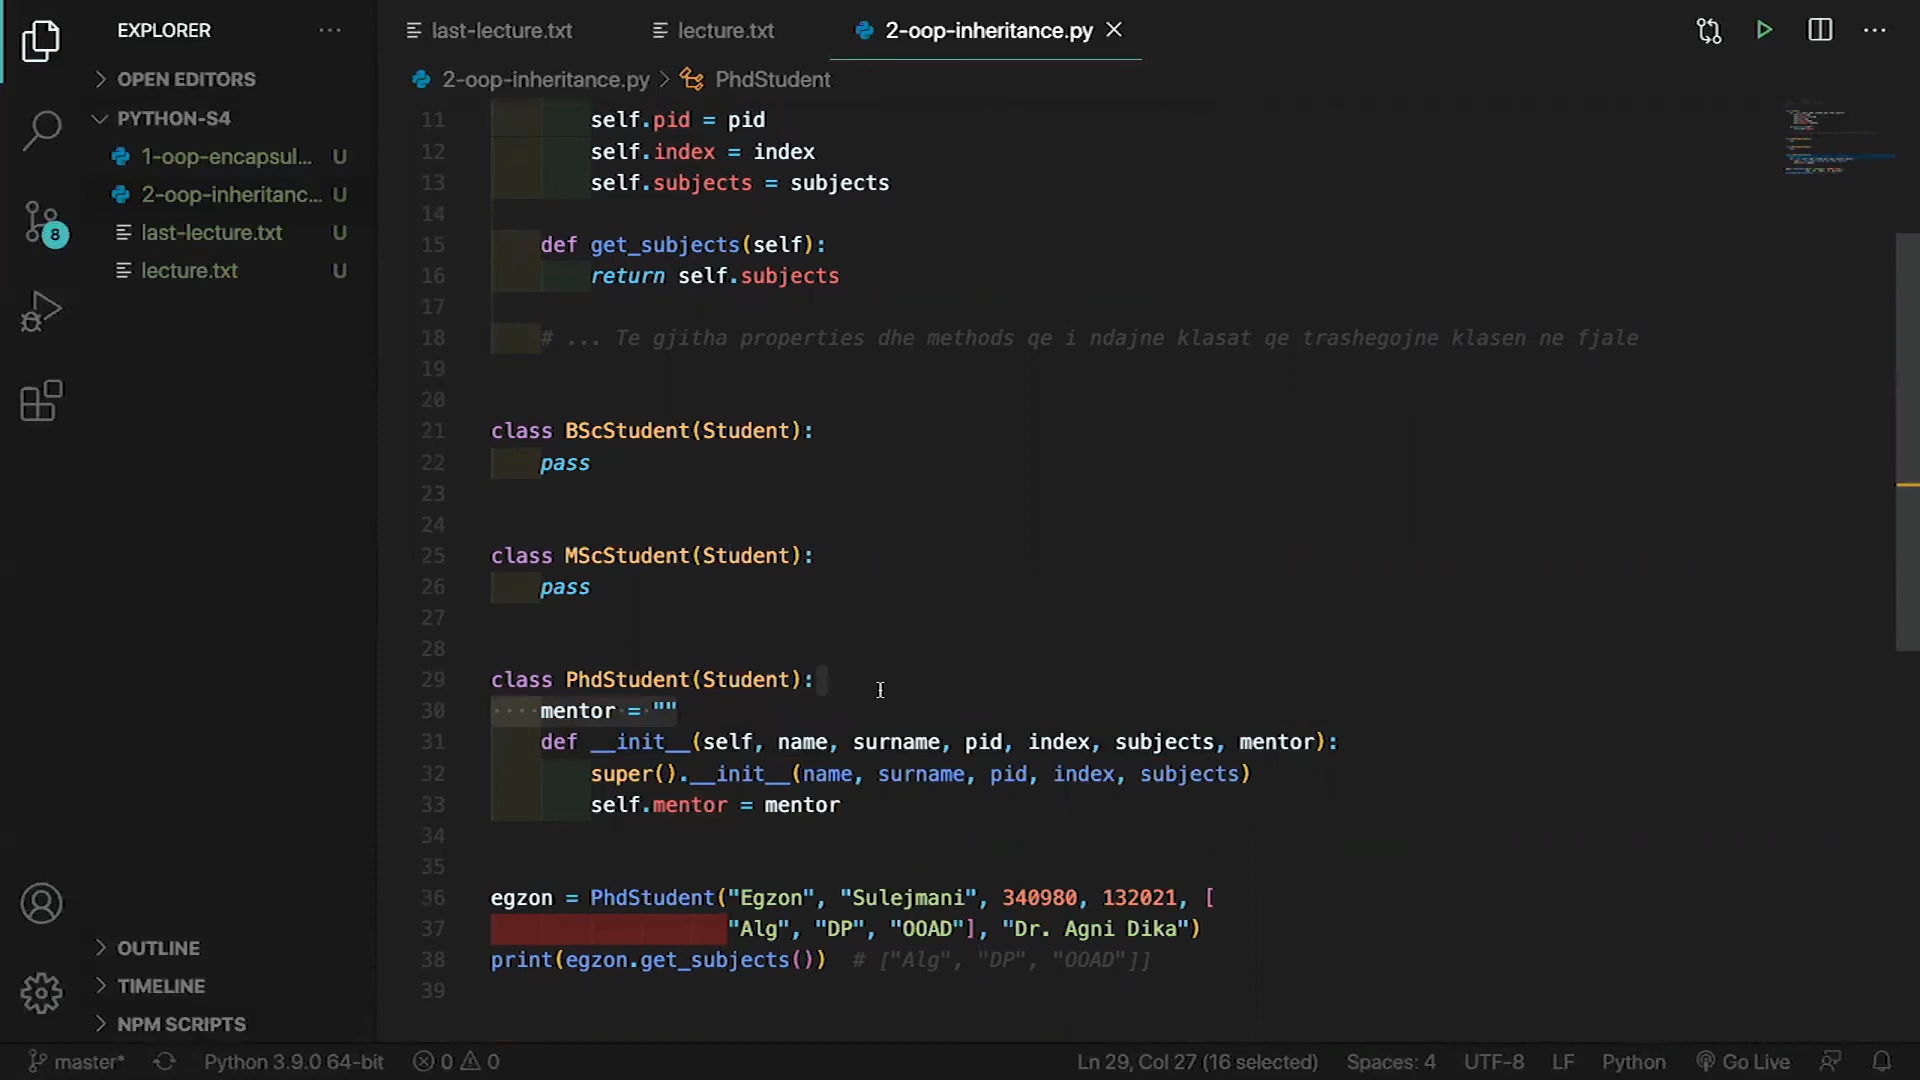 EXPLORER
OPEN EDITORS
PYTHON-S4
1-oop-encapsul... U
2-oop-inheritanc... U
last-lecture.txt U
lecture.txt U
8
OUTLINE
TIMELINE
NPM SCRIPTS
last-lecture.txt lecture.txt 2-oop-inheritance.py
2-oop-inheritance.py > PhdStudent
11 self.pid = pid
12 self.index = index
13 self.subjects = subjects
14
15 def get_subjects(self):
16 return self.subjects
17
18 # ... Te gjitha properties dhe methods qe i ndajne klasat qe trashegojne klasen ne fjale
19
20
21 class BScStudent(Student):
22 pass
23
24
25 class MScStudent(Student):
26 pass
27
28
29 class PhdStudent(Student):
30 mentor = ""
31 def __init__(self, name, surname, pid, index, subjects, mentor):
32 super().__init__(name, surname, pid, index, subjects)
33 self.mentor = mentor
34
35
36 egzon = PhdStudent("Egzon", "Sulejmani", 340980, 132021, [
37 "Alg", "DP", "OOAD"], "Dr. Agni Dika")
38 print(egzon.get_subjects()) # ["Alg", "DP", "OOAD"]]
39
master* Python 3.9.0 64-bit 0 0 Ln 29, Col 27 (16 selected) Spaces: 4 UTF-8 LF Python Go Live